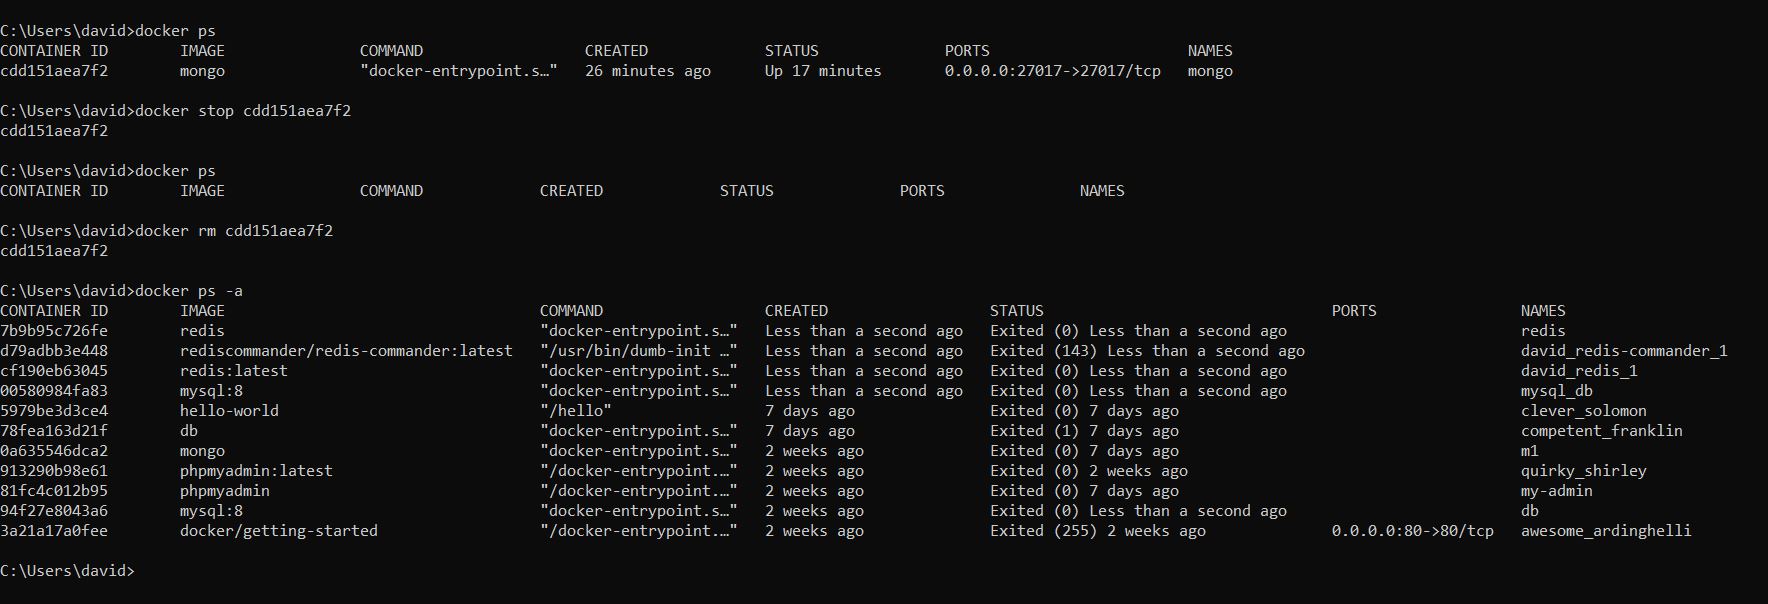 C:\Users\david>docker ps
CONTAINER ID        IMAGE               COMMAND                  CREATED             STATUS              PORTS                      NAMES
cdd151aea7f2        mongo               "docker-entrypoint.s…"   26 minutes ago      Up 17 minutes       0.0.0.0:27017->27017/tcp   mongo
C:\Users\david>docker stop cdd151aea7f2
cdd151aea7f2
C:\Users\david>docker ps
CONTAINER ID        IMAGE               COMMAND             CREATED             STATUS              PORTS               NAMES
C:\Users\david>docker rm cdd151aea7f2
cdd151aea7f2
C:\Users\david>docker ps -a
CONTAINER ID        IMAGE                                   COMMAND                  CREATED                  STATUS                                PORTS                NAMES
7b9b95c726fe        redis                                   "docker-entrypoint.s…"   Less than a second ago   Exited (0) Less than a second ago                          redis
d79adbb3e448        rediscommander/redis-commander:latest   "/usr/bin/dumb-init …"   Less than a second ago   Exited (143) Less than a second ago                        david_redis-commander_1
cf190eb63045        redis:latest                            "docker-entrypoint.s…"   Less than a second ago   Exited (0) Less than a second ago                          david_redis_1
00580984fa83        mysql:8                                 "docker-entrypoint.s…"   Less than a second ago   Exited (0) Less than a second ago                          mysql_db
5979be3d3ce4        hello-world                             "/hello"                 7 days ago               Exited (0) 7 days ago                                      clever_solomon
78fea163d21f        db                                      "docker-entrypoint.s…"   7 days ago               Exited (1) 7 days ago                                      competent_franklin
0a635546dca2        mongo                                   "docker-entrypoint.s…"   2 weeks ago              Exited (0) 7 days ago                                      m1
913290b98e61        phpmyadmin:latest                       "/docker-entrypoint.…"   2 weeks ago              Exited (0) 2 weeks ago                                     quirky_shirley
81fc4c012b95        phpmyadmin                              "/docker-entrypoint.…"   2 weeks ago              Exited (0) 7 days ago                                      my-admin
94f27e8043a6        mysql:8                                 "docker-entrypoint.s…"   2 weeks ago              Exited (0) Less than a second ago                          db
3a21a17a0fee        docker/getting-started                  "/docker-entrypoint.…"   2 weeks ago              Exited (255) 2 weeks ago              0.0.0.0:80->80/tcp   awesome_ardinghelli
C:\Users\david>